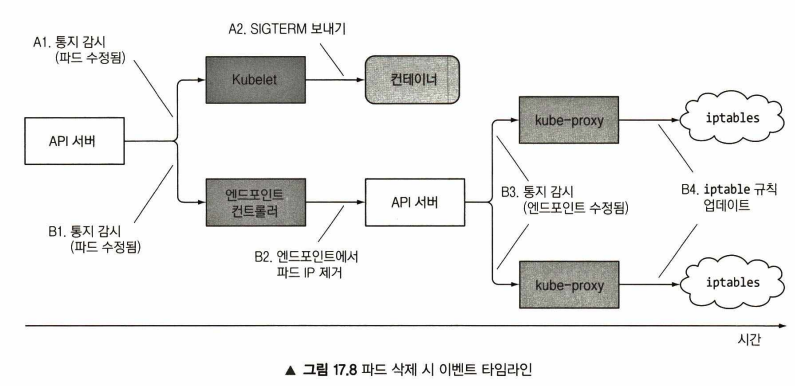 A1. 통지 감시
(파드 수정됨)
A2. SIGTERM 보내기
Kubelet
컨테이너
API 서버
B1. 통지 감시
(파드 수정됨)
엔드포인트
컨트롤러
B2. 엔드포인트에서
파드 IP 제거
API 서버
kube-proxy
iptables
B3. 통지 감시
(엔드포인트 수정됨)
B4. iptable 규칙
업데이트
kube-proxy
iptables
시간
▲ 그림 17.8 파드 삭제 시 이벤트 타임라인